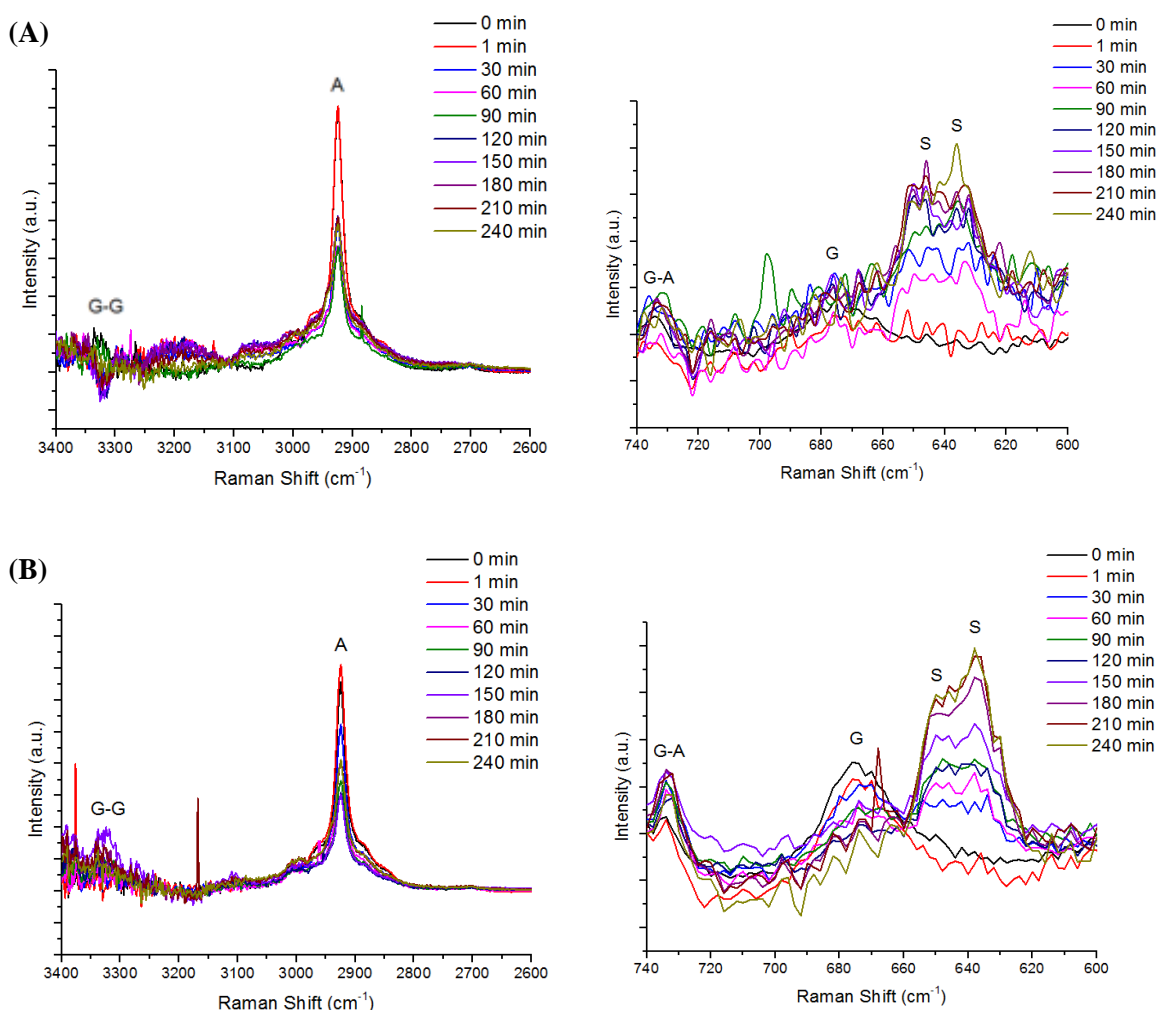 (A)
0 min
1 min
30 min
60 min
90 min
120 min
150 min
180 min
210 min
240 min
A
G-G
Intensity (a.u.)
3400 3300 3200 3100 3000 2900 2800 2700 2600
Raman Shift (cm-1)
0 min
1 min
30 min
60 min
90 min
120 min
150 min
180 min
210 min
240 min
S
S
G
G-A
Intensity (a.u.)
740 720 700 680 660 640 620 600
Raman Shift (cm-1)
(B)
0 min
1 min
30 min
60 min
90 min
120 min
150 min
180 min
210 min
240 min
A
G-G
Intensity (a.u.)
3400 3300 3200 3100 3000 2900 2800 2700 2600
Raman Shift (cm-1)
0 min
1 min
30 min
60 min
90 min
120 min
150 min
180 min
210 min
240 min
S
S
G
G-A
Intensity (a.u.)
740 720 700 680 660 640 620 600
Raman Shift (cm-1)